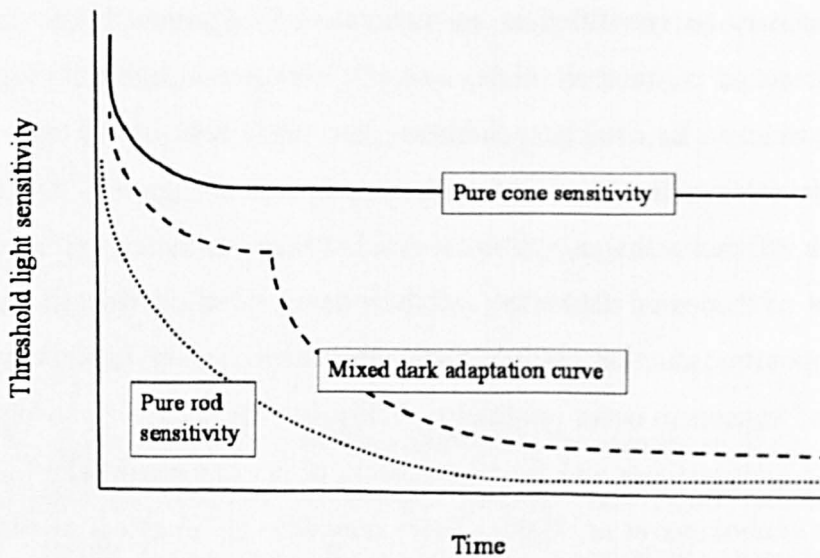 Threshold light sensitivity
Pure cone sensitivity
Mixed dark adaptation curve
Pure rod
sensitivity
Time